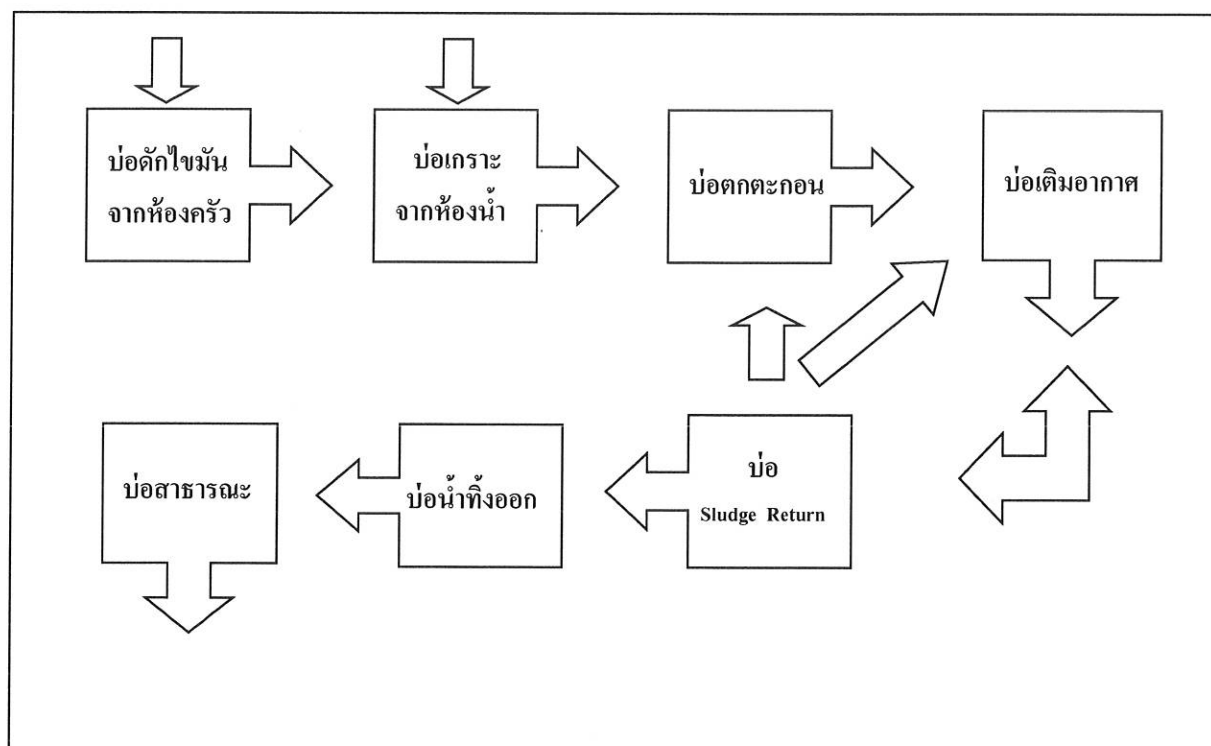 บ่อดักไขมัน
จากห้องครัว
บ่อเกราะ
จากห้องน้ำ
บ่อตกตะกอน
บ่อเติมอากาศ
บ่อสาธารณะ
บ่อน้ำทิ้งออก
บ่อ
Sludge Return